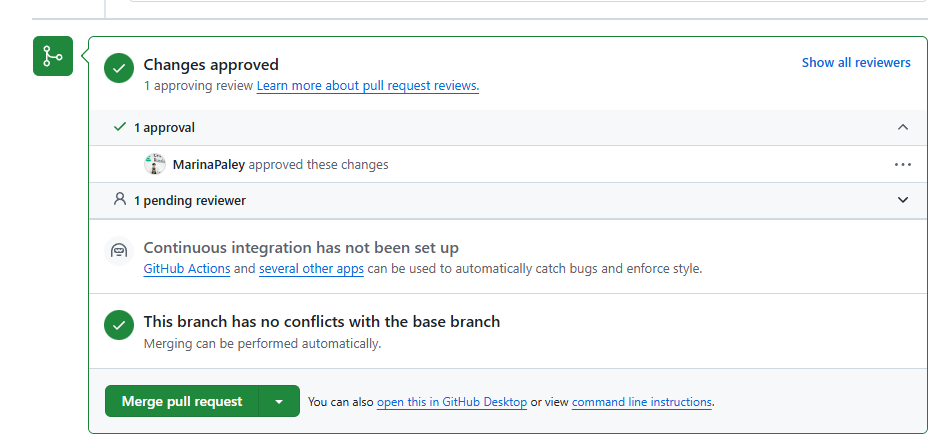 Changes approved
Show all reviewers
1 approving review Learn more about pull request reviews.
1 approval
MarinaPaley approved these changes
1 pending reviewer
Continuous integration has not been set up
GitHub Actions and several other apps can be used to automatically catch bugs and enforce style.
This branch has no conflicts with the base branch
Merging can be performed automatically.
Merge pull request
You can also open this in GitHub Desktop or view command line instructions.